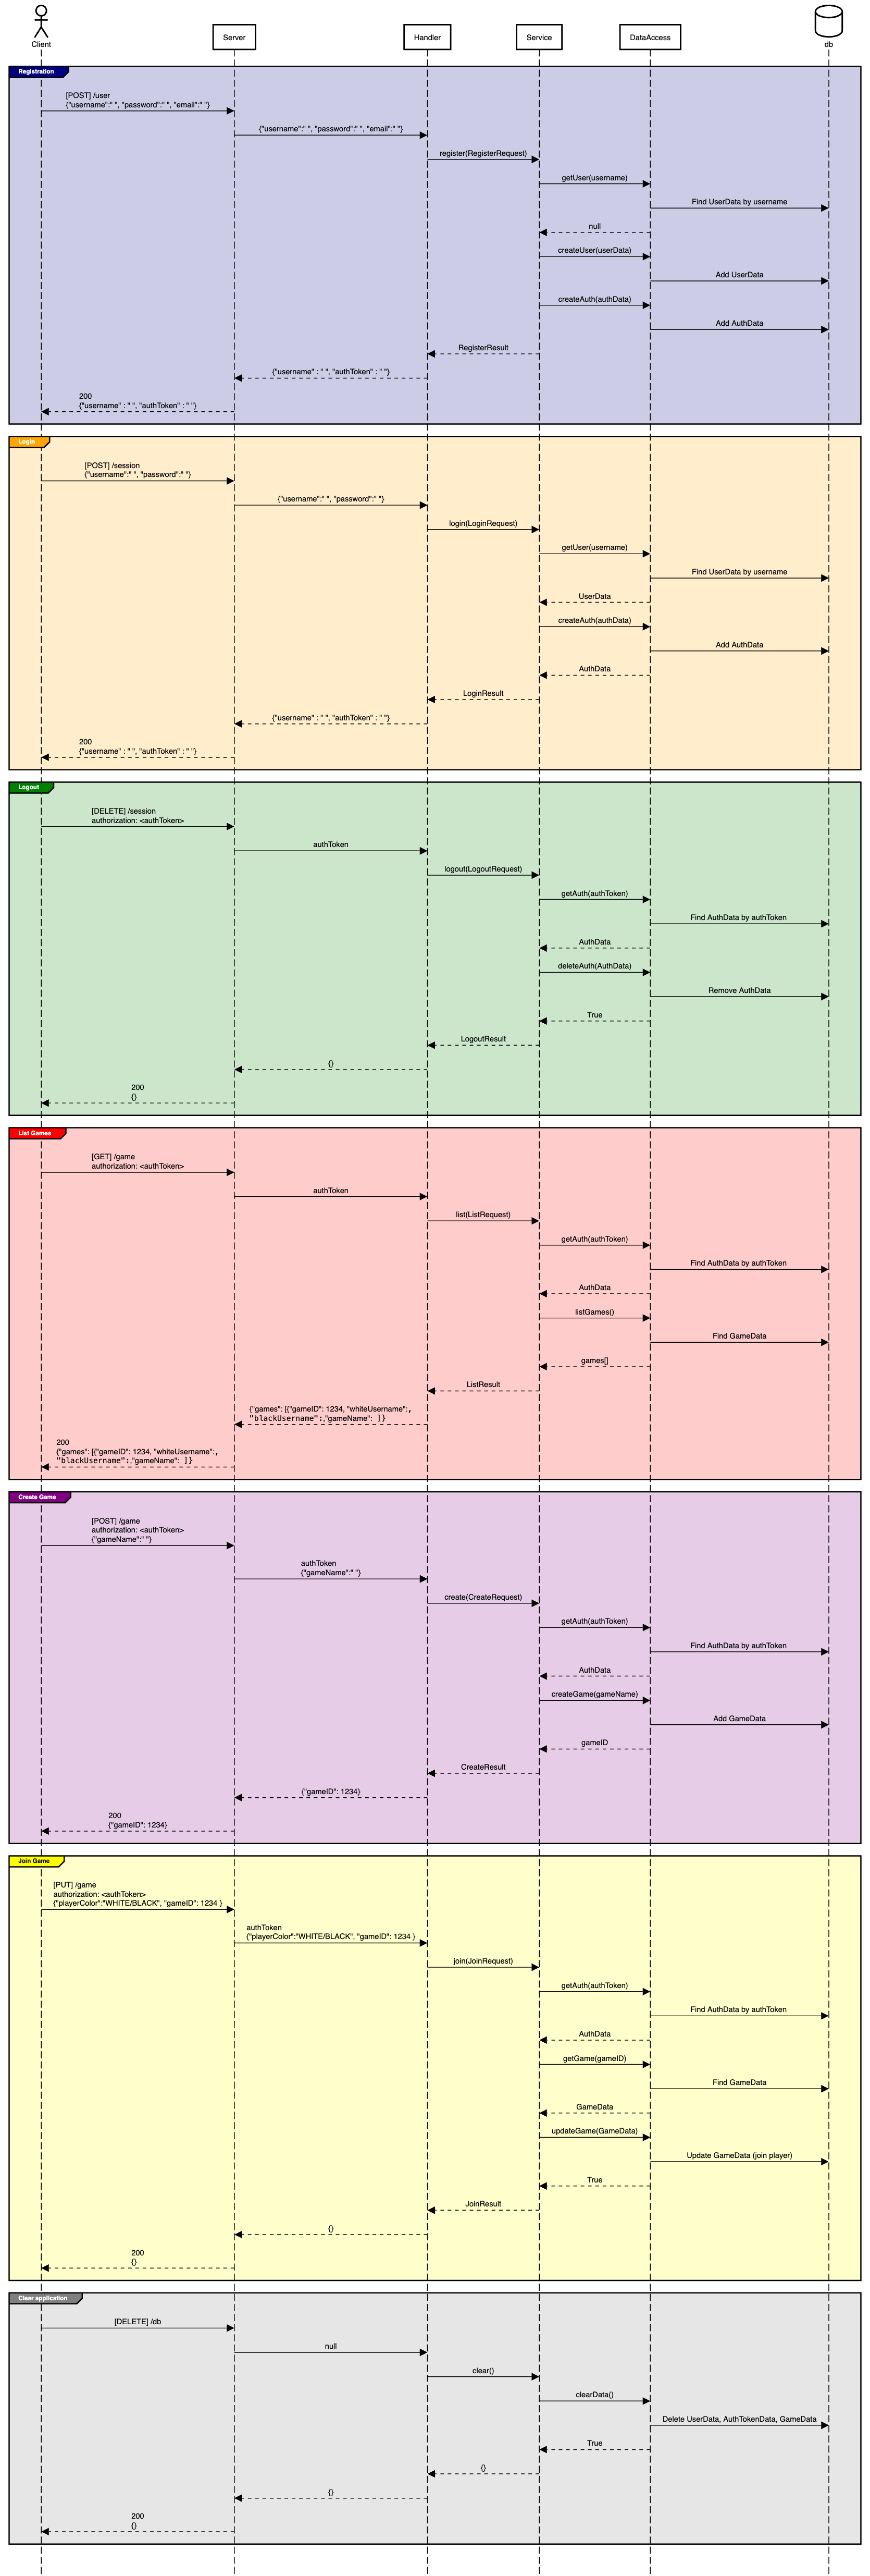 Client
Server
Handler
Service
DataAccess
db
Registration
[POST] /user
{"username":" ", "password":" ", "email":" "}
{"username":" ", "password":" ", "email":" "}
register(RegisterRequest)
getUser(username)
Find UserData by username
null
createUser(userData)
Add UserData
createAuth(authData)
Add AuthData
RegisterResult
{"username" : " ", "authToken" : " "}
200
{"username" : " ", "authToken" : " "}
Login
[POST] /session
{"username":" ", "password":" "}
{"username":" ", "password":" "}
login(LoginRequest)
getUser(username)
Find UserData by username
UserData
createAuth(authData)
Add AuthData
AuthData
LoginResult
{"username" : " ", "authToken" : " "}
200
{"username" : " ", "authToken" : " "}
Logout
[DELETE] /session
authorization: <authToken>
authToken
logout(LogoutRequest)
getAuth(authToken)
Find AuthData by authToken
AuthData
deleteAuth(AuthData)
Remove AuthData
True
LogoutResult
{}
200
{}
List Games
[GET] /game
authorization: <authToken>
authToken
list(ListRequest)
getAuth(authToken)
Find AuthData by authToken
AuthData
listGames()
Find GameData
games[]
ListResult
{"games": [{"gameID": 1234, "whiteUsername":,
"blackUsername":,"gameName": ]}
200
{"games": [{"gameID": 1234, "whiteUsername":,
"blackUsername":,"gameName": ]}
Create Game
[POST] /game
authorization: <authToken>
{"gameName":" "}
authToken
{"gameName":" "}
create(CreateRequest)
getAuth(authToken)
Find AuthData by authToken
AuthData
createGame(gameName)
Add GameData
gameID
CreateResult
{"gameID": 1234}
200
{"gameID": 1234}
Join Game
[PUT] /game
authorization: <authToken>
{"playerColor":"WHITE/BLACK", "gameID": 1234 }
authToken
{"playerColor":"WHITE/BLACK", "gameID": 1234 }
join(JoinRequest)
getAuth(authToken)
Find AuthData by authToken
AuthData
getGame(gameID)
Find GameData
GameData
updateGame(GameData)
Update GameData (join player)
True
JoinResult
{}
200
{}
Clear application
[DELETE] /db
null
clear()
clearData()
Delete UserData, AuthTokenData, GameData
True
{}
{}
200
{}